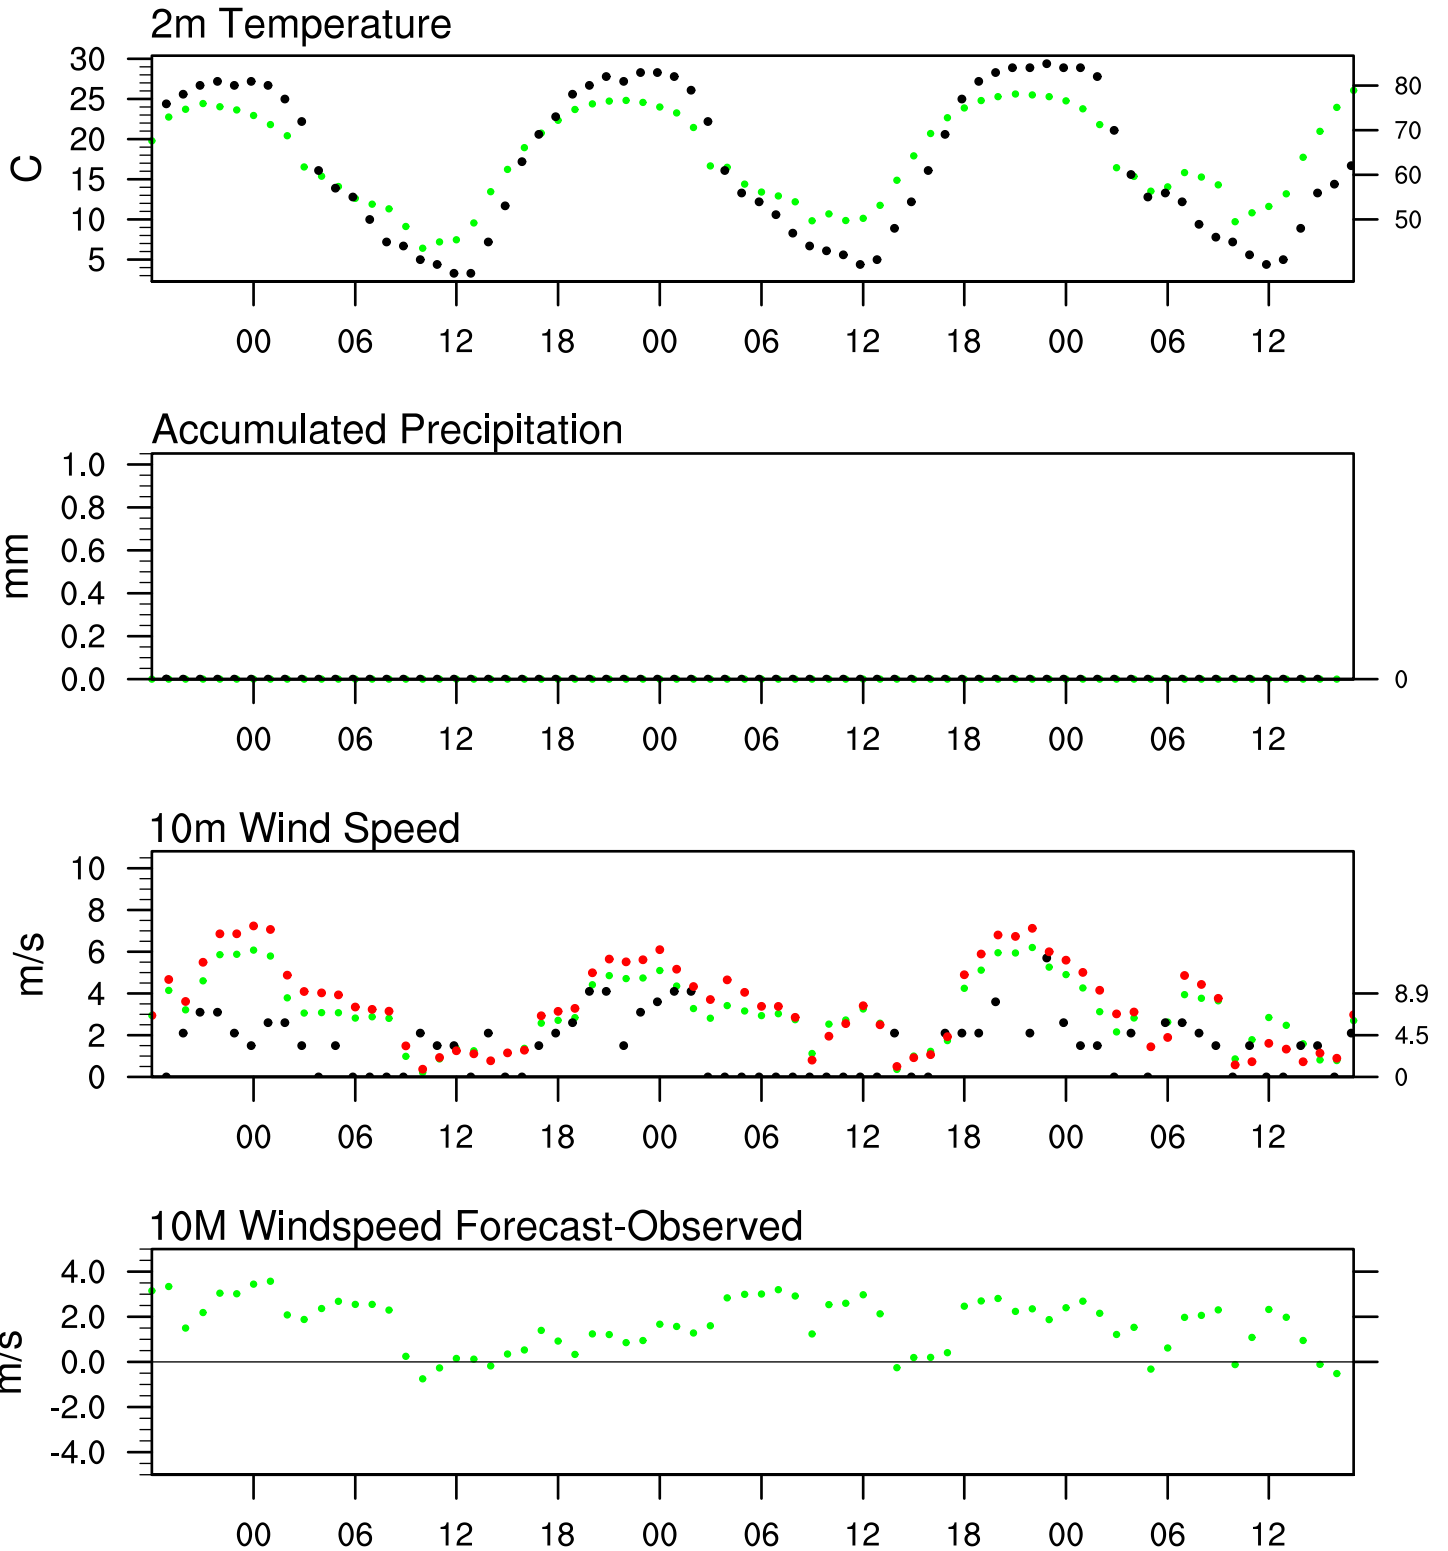 2m Temperature
30
25
20
15
10
5
C
80
70
60
50
00 06 12 18 00 06 12 18 00 06 12
Accumulated Precipitation
1.0
0.8
0.6
0.4
0.2
0.0
mm
0
00 06 12 18 00 06 12 18 00 06 12
10m Wind Speed
10
8
6
4
2
0
m/s
8.9
4.5
0
00 06 12 18 00 06 12 18 00 06 12
10M Windspeed Forecast-Observed
4.0
2.0
0.0
-2.0
-4.0
m/s
00 06 12 18 00 06 12 18 00 06 12